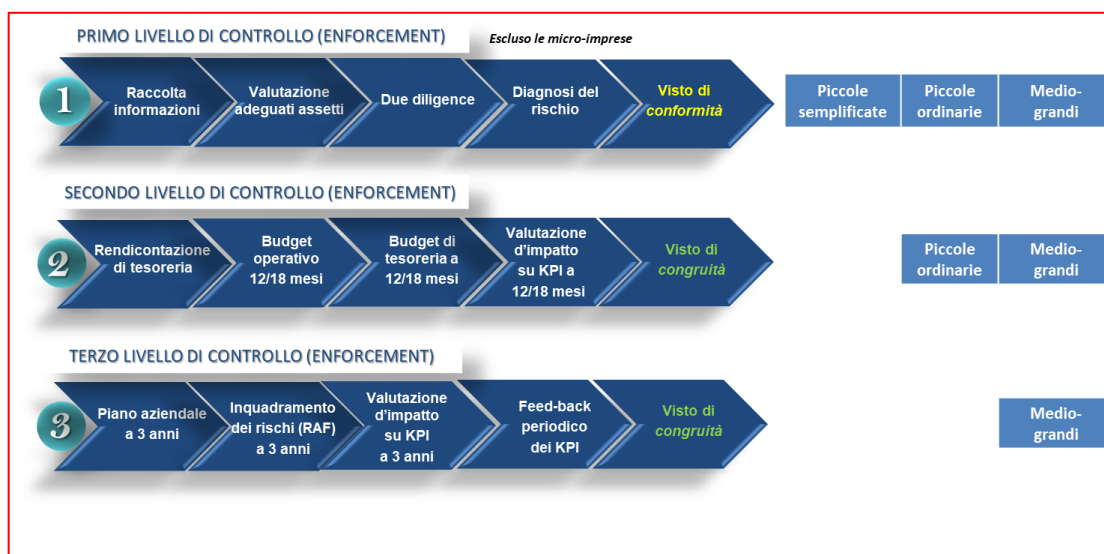 PRIMO LIVELLO DI CONTROLLO (ENFORCEMENT)
Escluso le micro-imprese
1
Raccolta
informazioni
Valutazione
adeguati assetti
Due diligence
Diagnosi del
rischio
Visto di
conformità
Piccole
semplificate
Piccole
ordinarie
Medio-
grandi
SECONDO LIVELLO DI CONTROLLO (ENFORCEMENT)
2
Rendicontazione
di tesoreria
Budget
operativo
12/18 mesi
Budget di
tesoreria a
12/18 mesi
Valutazione
d'impatto
su KPI a
12/18 mesi
Visto di
congruità
Piccole
ordinarie
Medio-
grandi
TERZO LIVELLO DI CONTROLLO (ENFORCEMENT)
3
Piano aziendale
a 3 anni
Inquadramento
dei rischi (RAF)
a 3 anni
Valutazione
d'impatto
su KPI
a 3 anni
Feed-back
periodico
dei KPI
Visto di
congruità
Medio-
grandi